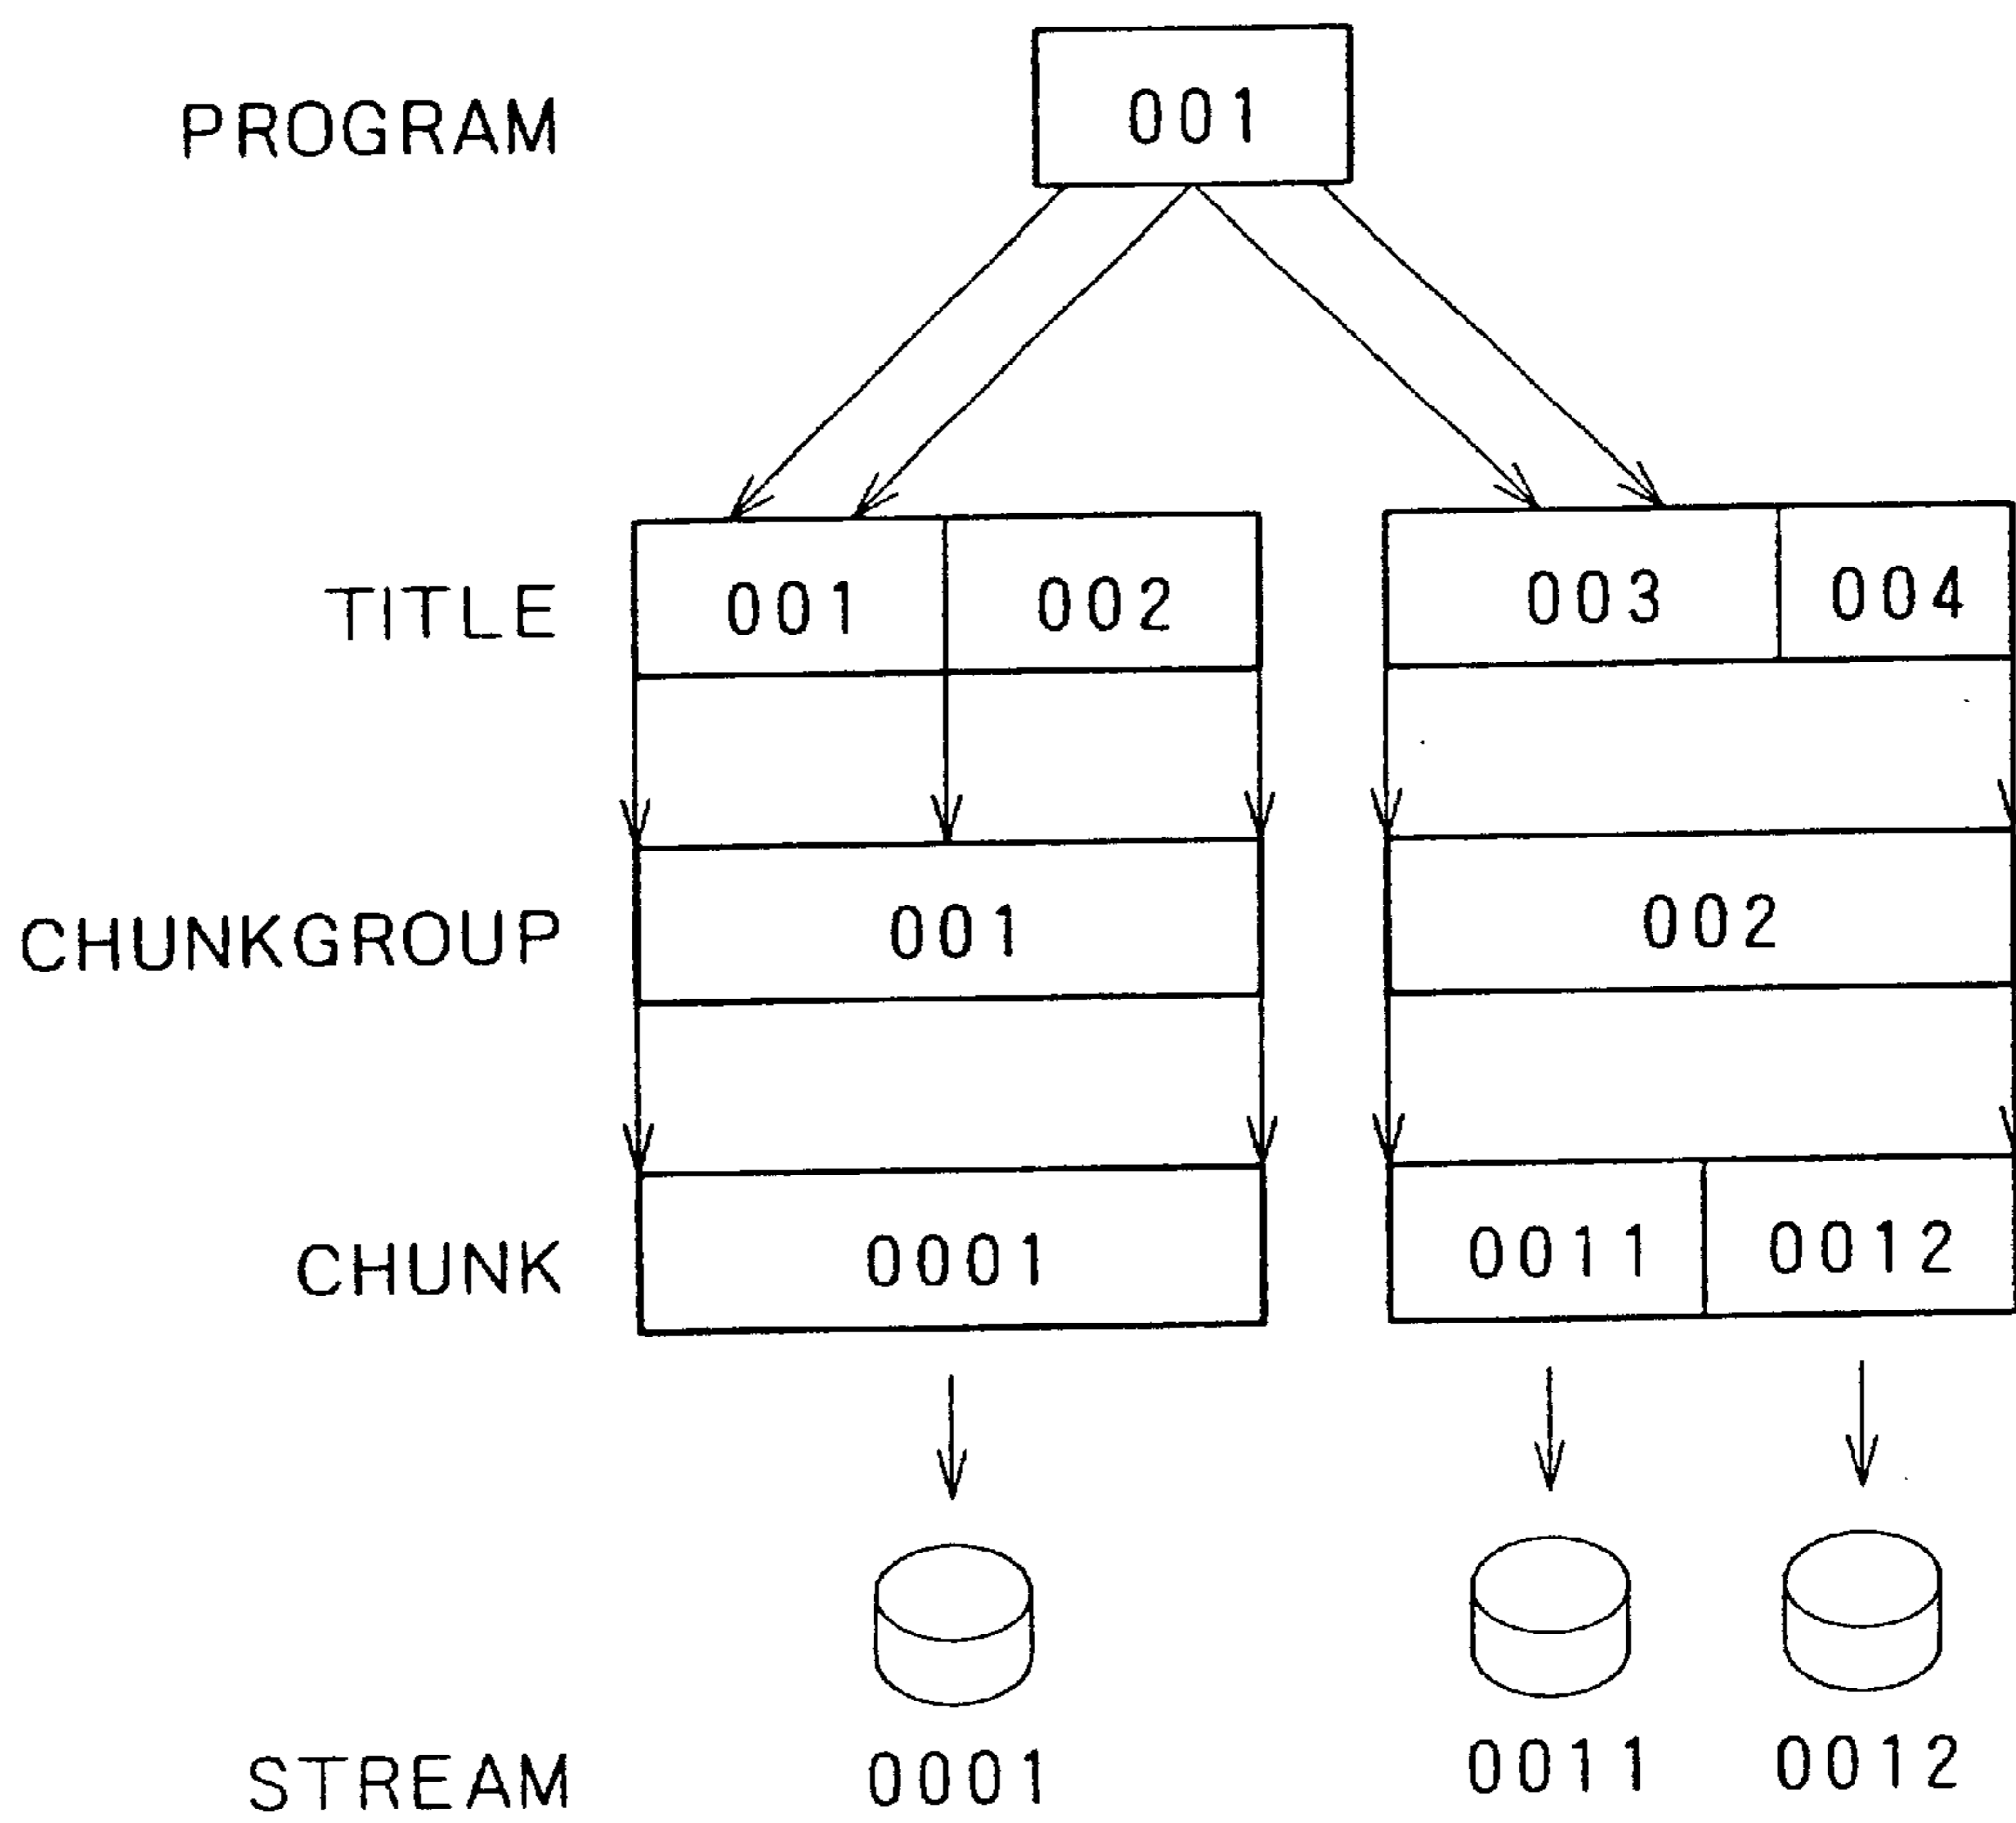 PROGRAM 001
TITLE 001 002 003 004
CHUNKGROUP 001 002
CHUNK 0001 0011 0012
STREAM 0001 0011 0012